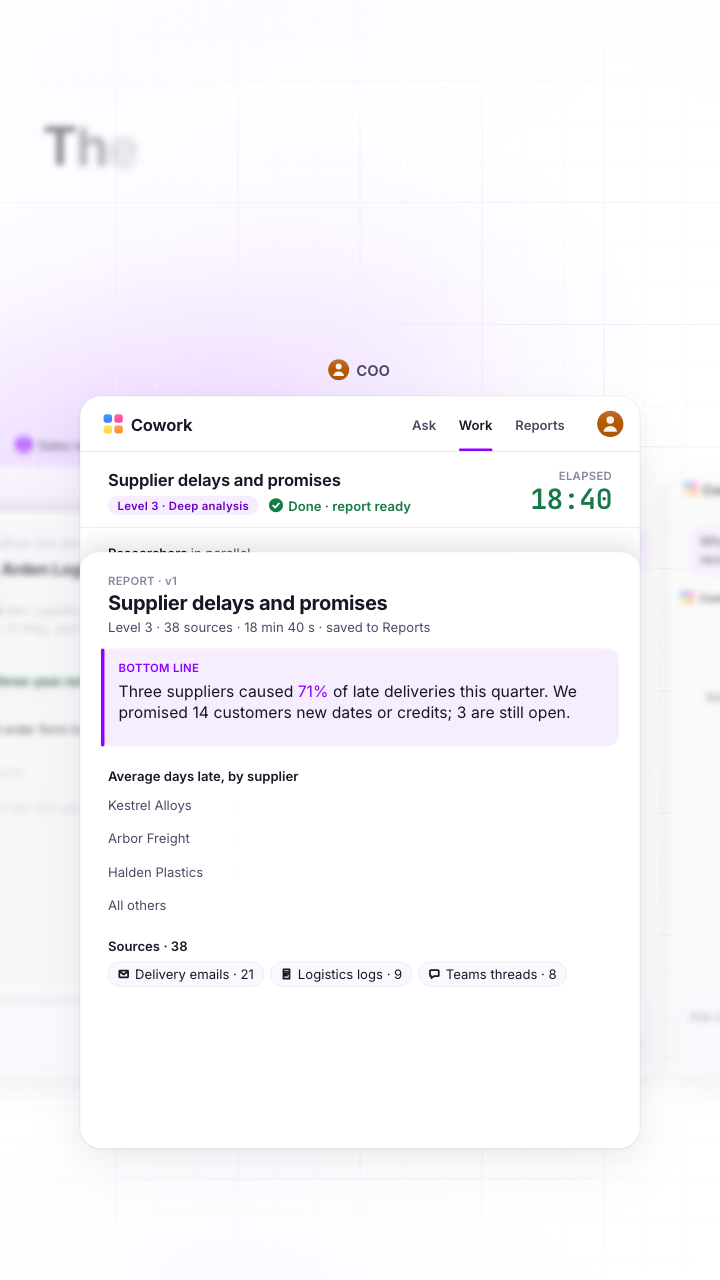 The
COO
Cowork
Ask
Work
Reports
Supplier delays and promises
Level 3 · Deep analysis
Done · report ready
ELAPSED
18:40
REPORT · v1
Supplier delays and promises
Level 3 · 38 sources · 18 min 40 s · saved to Reports
BOTTOM LINE
Three suppliers caused 71% of late deliveries this quarter. We
promised 14 customers new dates or credits; 3 are still open.
Average days late, by supplier
Kestrel Alloys
Arbor Freight
Halden Plastics
All others
Sources · 38
Delivery emails · 21
Logistics logs · 9
Teams threads · 8